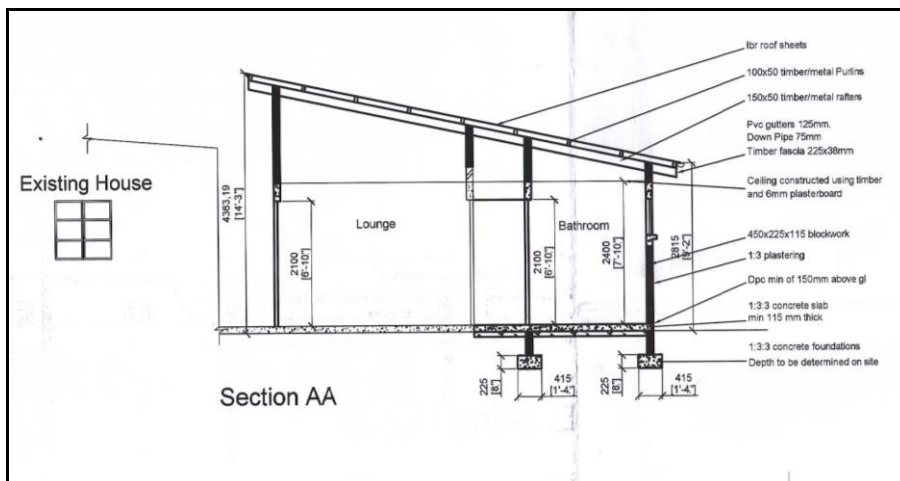 lbr roof sheets
100x50 timber/metal Purlins
150x50 timber/metal rafters
Pvc gutters 125mm.
Down Pipe 75mm
Timber fascia 225x38mm
Existing House
4363,19
[14'-3"]
Ceiling constructed using timber
and 6mm plasterboard
Lounge
Bathroom
2100
[6'-10"]
2100
[6'-10"]
2400
[7'-10"]
2815
450x225x115 blockwork
1:3 plastering
Dpc min of 150mm above gl
1:3:3 concrete slab
min 115 mm thick
1:3:3 concrete foundations
Depth to be determined on site
225
[8"]
415
[1'-4"]
225
[8"]
415
[1'-4"]
Section AA